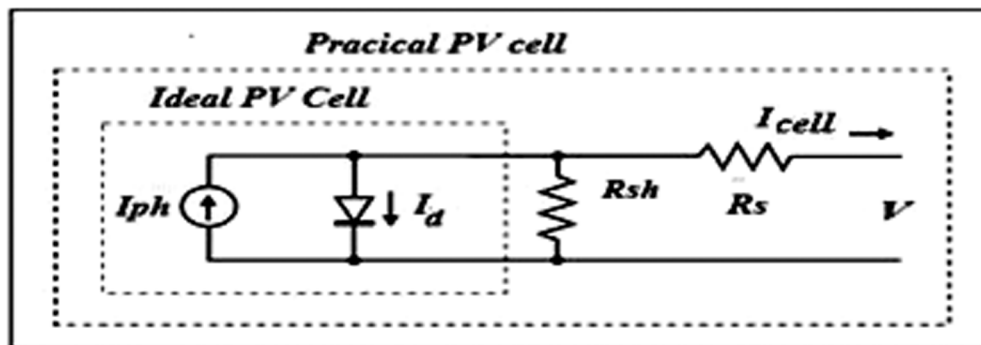 Pracical PV cell
Ideal PV Cell
Icell
Iph
Id
Rsh
Rs
V